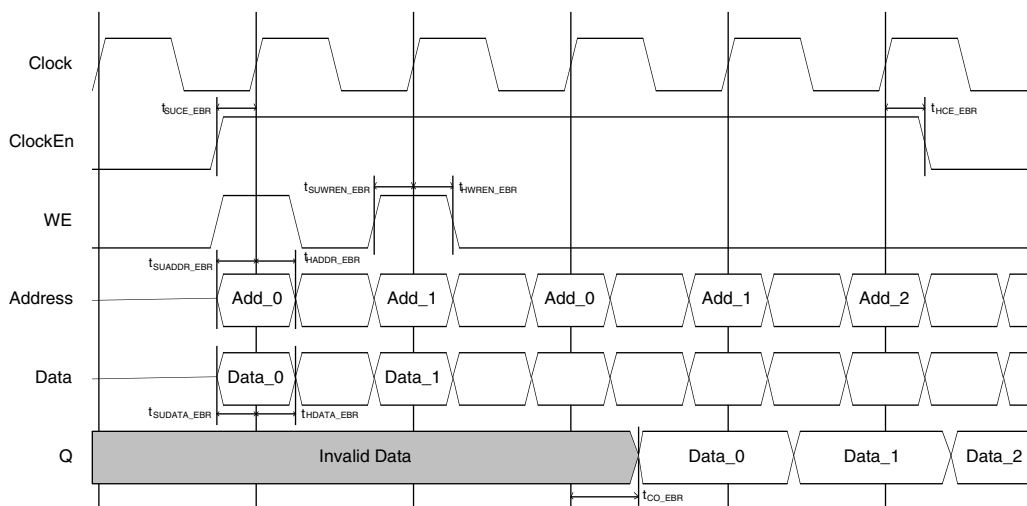 Clock
tSUCE_EBR
tHCE_EBR
ClockEn
tSUWREN_EBR
tHWREN_EBR
WE
tSUADDR_EBR
tHADDR_EBR
Address
Add_0
Add_1
Add_0
Add_1
Add_2
Data
Data_0
Data_1
tSUDATA_EBR
tHDATA_EBR
Q
Invalid Data
Data_0
Data_1
Data_2
tCO_EBR